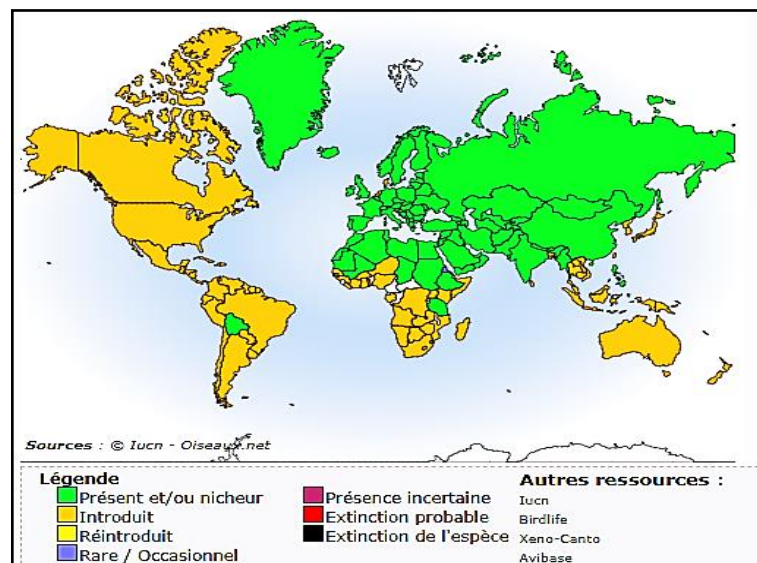 Sources : © Iucn - Oiseaux.net
Légende
Présent et/ou nicheur
Introduit
Réintroduit
Rare / Occasionnel
Présence incertaine
Extinction probable
Extinction de l'espèce
Autres ressources :
Iucn
Birdlife
Xeno-Canto
Avibase